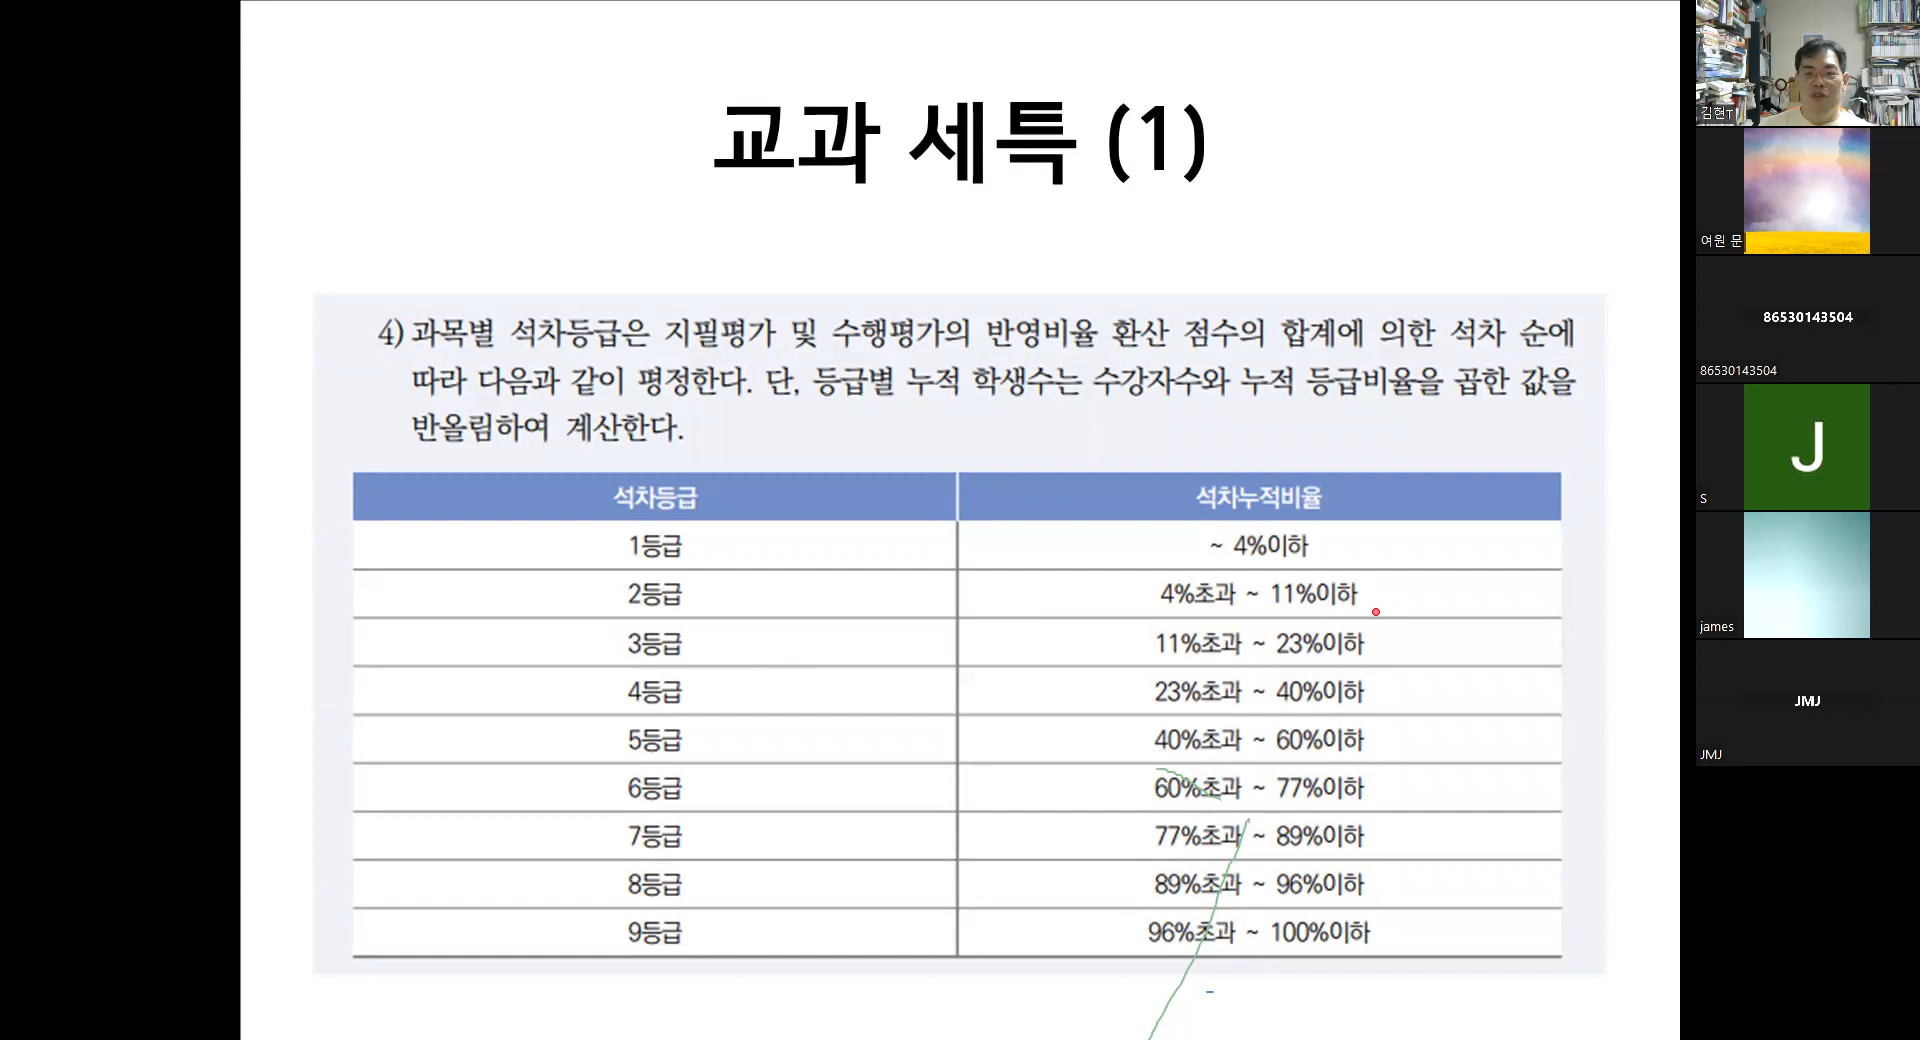 교과 세특 (1)
4) 과목별 석차등급은 지필평가 및 수행평가의 반영비율 환산 점수의 합계에 의한 석차 순에
따라 다음과 같이 평정한다. 단, 등급별 누적 학생수는 수강자수와 누적 등급비율을 곱한 값을
반올림하여 계산한다.
석차등급 석차누적비율
1등급 ~ 4%이하
2등급 4%초과 ~ 11%이하
3등급 11%초과 ~ 23%이하
4등급 23%초과 ~ 40%이하
5등급 40%초과 ~ 60%이하
6등급 60%초과 ~ 77%이하
7등급 77%초과 ~ 89%이하
8등급 89%초과 ~ 96%이하
9등급 96%초과 ~ 100%이하
김현T
여원 문
86530143504
86530143504
J
S
james
JMJ
JMJ